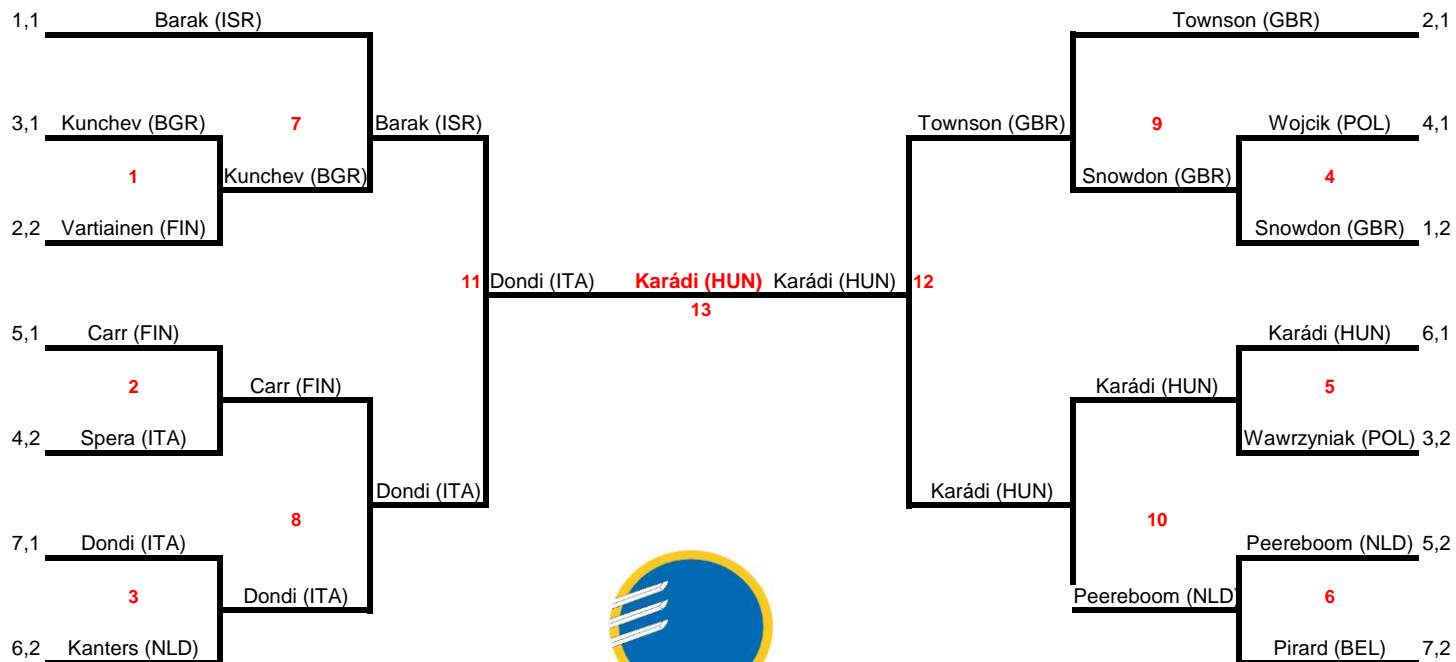 1,1 Barak (ISR) Townson (GBR) 2,1
3,1 Kunchev (BGR) 7 Barak (ISR) Townson (GBR) 9 Wojcik (POL) 4,1
1 Kunchev (BGR) Snowdon (GBR) 4
2,2 Vartiainen (FIN) Snowdon (GBR) 1,2
11 Dondi (ITA) Karádi (HUN) Karádi (HUN) 12
13
5,1 Carr (FIN) Karádi (HUN) 6,1
2 Carr (FIN) Karádi (HUN) 5
4,2 Spera (ITA) Wawrzyniak (POL) 3,2
Dondi (ITA) Karádi (HUN)
8 10
7,1 Dondi (ITA) Peereboom (NLD) 5,2
3 Dondi (ITA) Peereboom (NLD) 6
6,2 Kanters (NLD) Pirard (BEL) 7,2